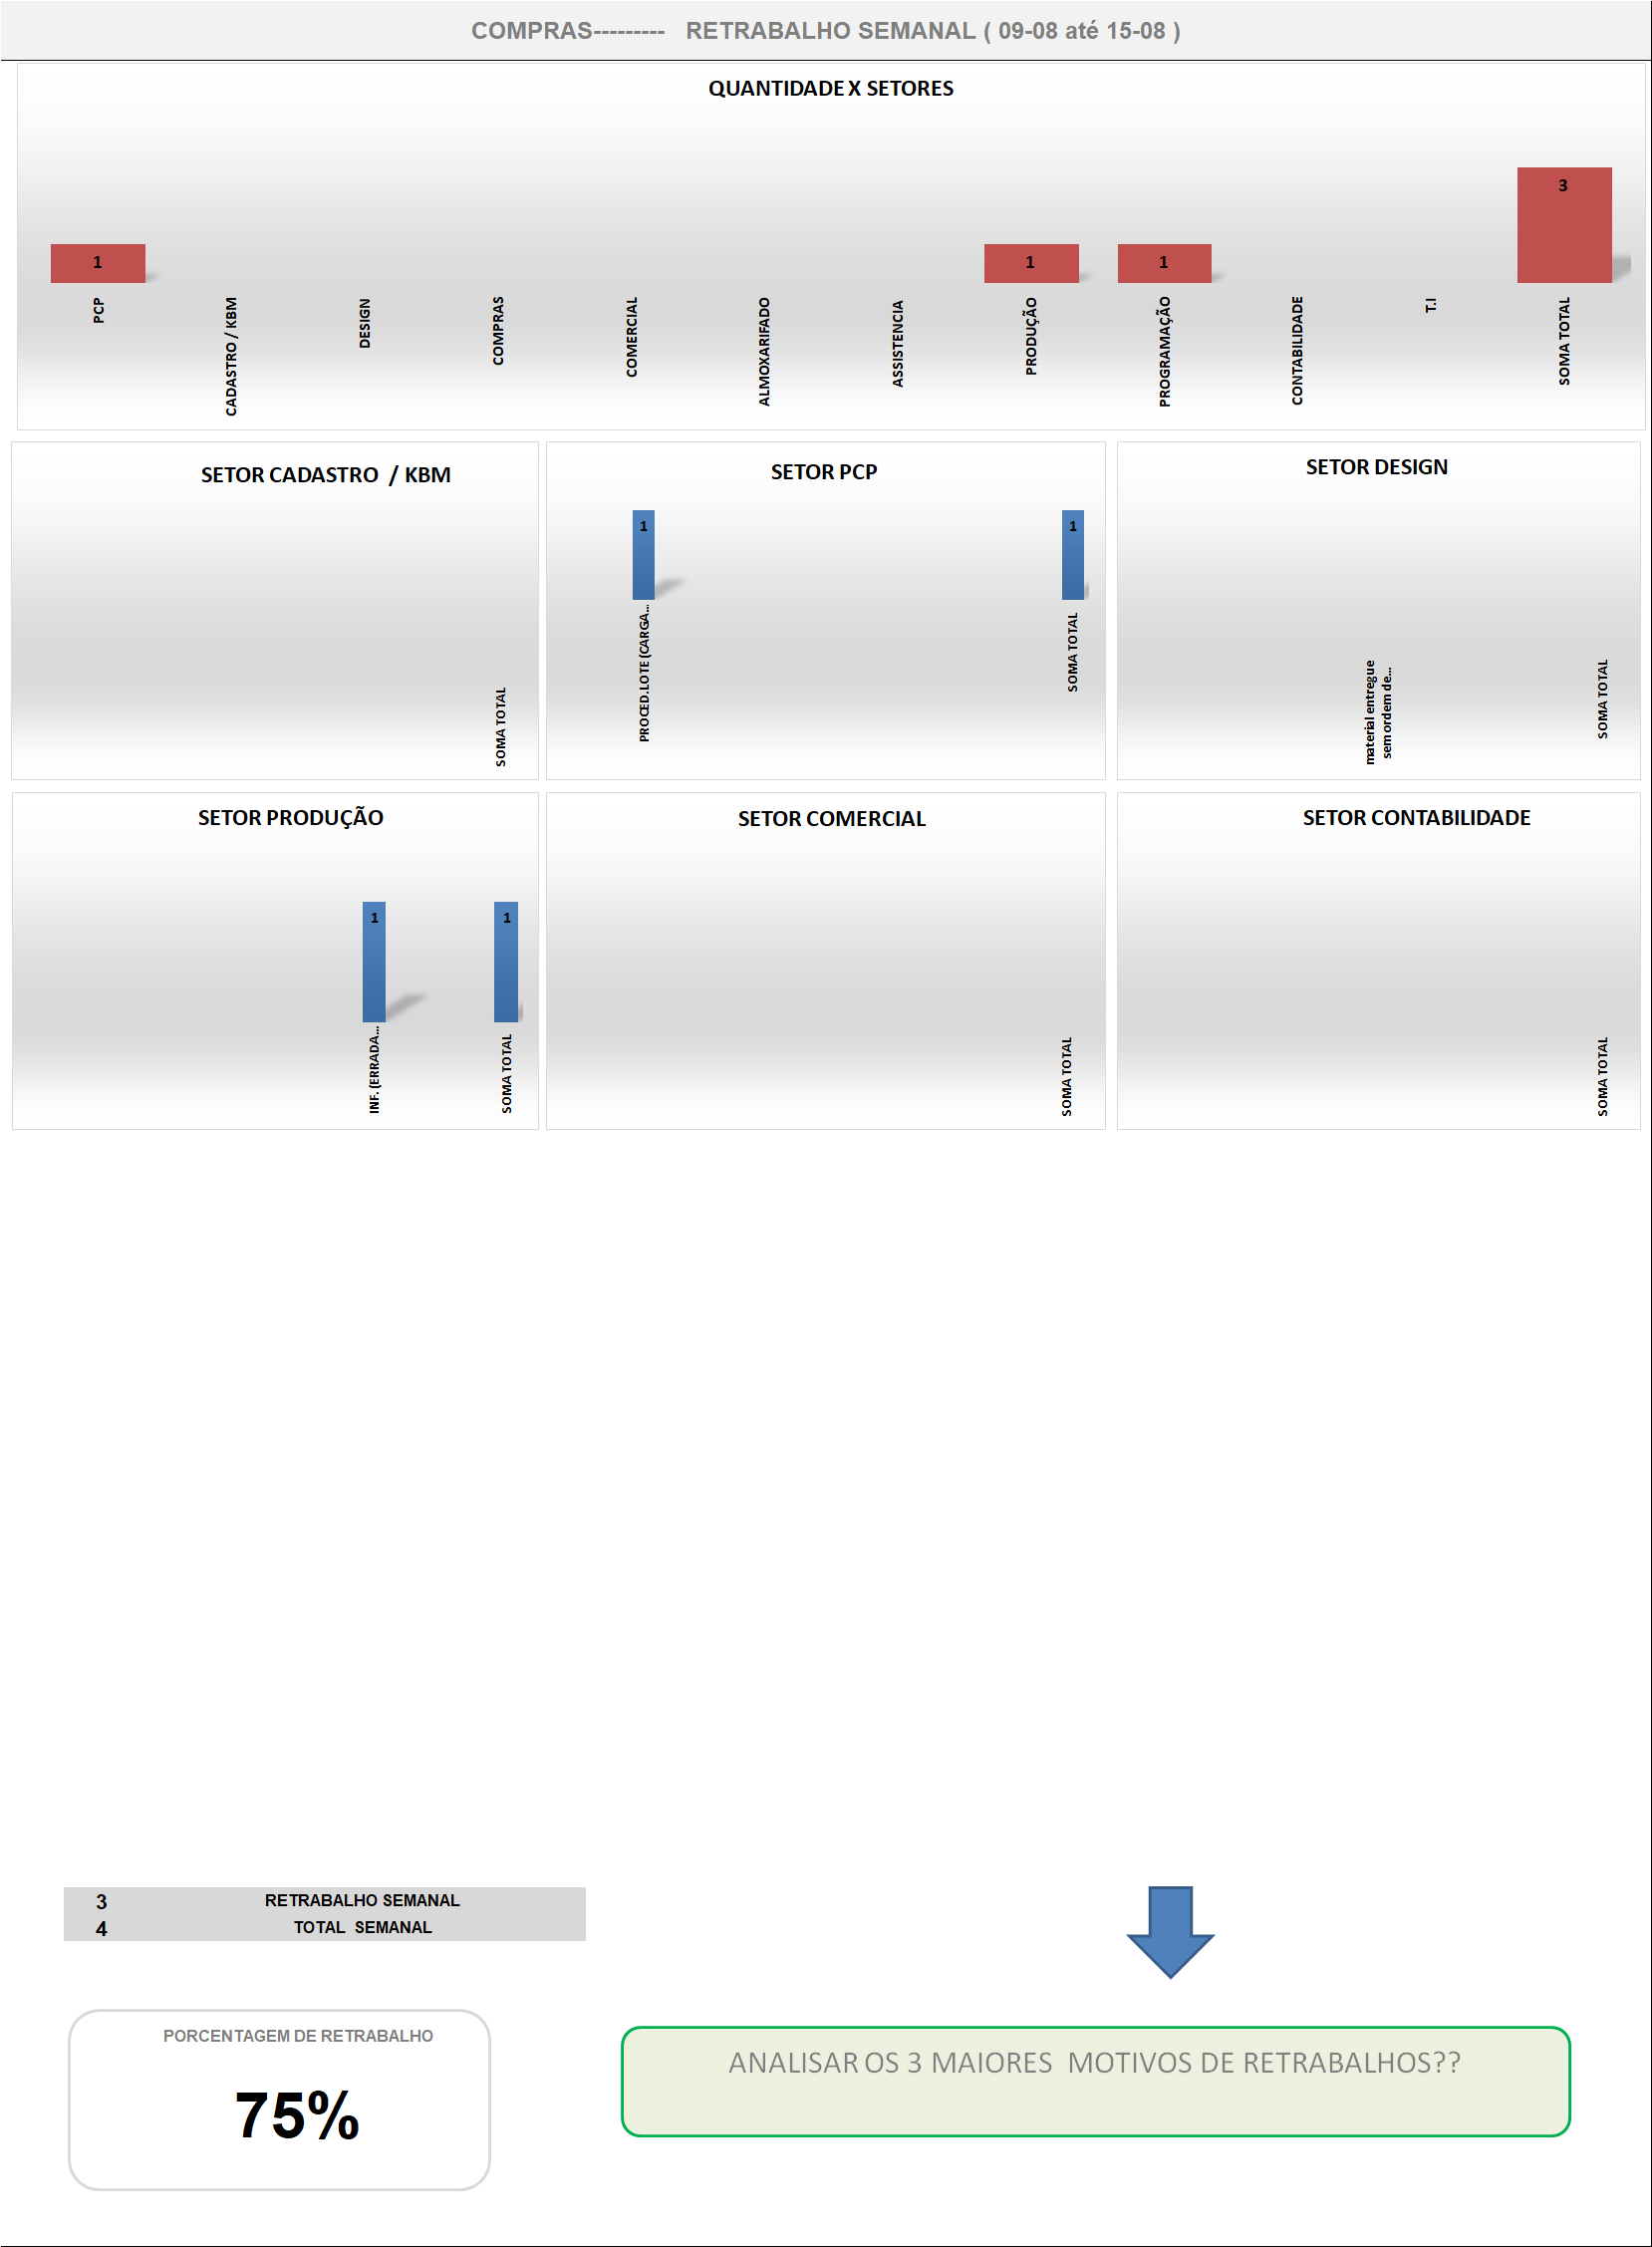 COMPRAS--------- RETRABALHO SEMANAL ( 09-08 até 15-08 )
QUANTIDADE X SETORES
3
1
1
1
PCP
CADASTRO / KBM
DESIGN
COMPRAS
COMERCIAL
ALMOXARIFADO
ASSISTENCIA
PRODUÇÃO
PROGRAMAÇÃO
CONTABILIDADE
T.I
SOMA TOTAL
SETOR CADASTRO / KBM
SOMA TOTAL
SETOR PCP
1
1
PROCED.LOTE (CARGA...
SOMA TOTAL
SETOR DESIGN
material entregue
sem ordem de...
SOMA TOTAL
SETOR PRODUÇÃO
1
1
INF. (ERRADA...
SOMA TOTAL
SETOR COMERCIAL
SOMA TOTAL
SETOR CONTABILIDADE
SOMA TOTAL
3 RETRABALHO SEMANAL
4 TOTAL SEMANAL
PORCENTAGEM DE RETRABALHO
75%
ANALISAR OS 3 MAIORES MOTIVOS DE RETRABALHOS??